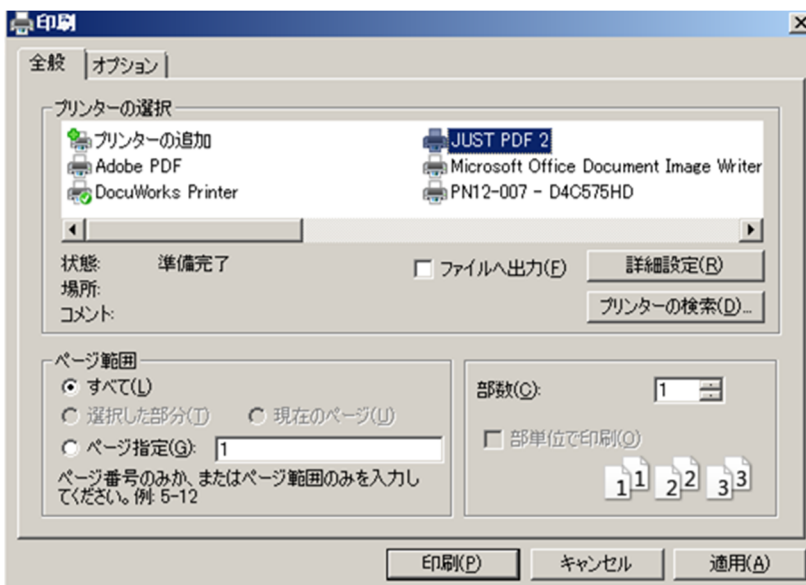 印刷
全般 オプション
プリンターの選択
プリンターの追加 JUST PDF 2
Adobe PDF Microsoft Office Document Image Writer
DocuWorks Printer PN12-007 - D4C575HD
状態: 準備完了 ファイルへ出力(F) 詳細設定(R)
場所: プリンターの検索(D)...
コメント:
ページ範囲
すべて(L) 部数(C): 1
選択した部分(T) 現在のページ(U)
ページ指定(G): 1 部単位で印刷(O)
ページ番号のみか、またはページ範囲のみを入力し
てください。例: 5-12
1 1 2 2 3 3
印刷(P) キャンセル 適用(A)